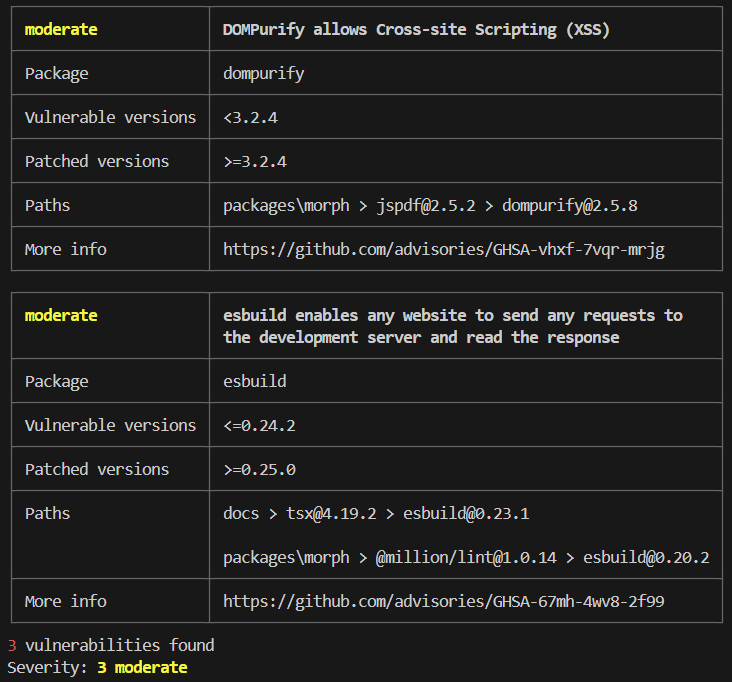 moderate DOMPurify allows Cross-site Scripting (XSS)
Package dompurify
Vulnerable versions <3.2.4
Patched versions >=3.2.4
Paths packages\morph > jspdf@2.5.2 > dompurify@2.5.8
More info https://github.com/advisories/GHSA-vhxf-7vqr-mrjg
moderate esbuild enables any website to send any requests to
the development server and read the response
Package esbuild
Vulnerable versions <=0.24.2
Patched versions >=0.25.0
Paths docs > tsx@4.19.2 > esbuild@0.23.1
packages\morph > @million/lint@1.0.14 > esbuild@0.20.2
More info https://github.com/advisories/GHSA-67mh-4wv8-2f99
3 vulnerabilities found
Severity: 3 moderate